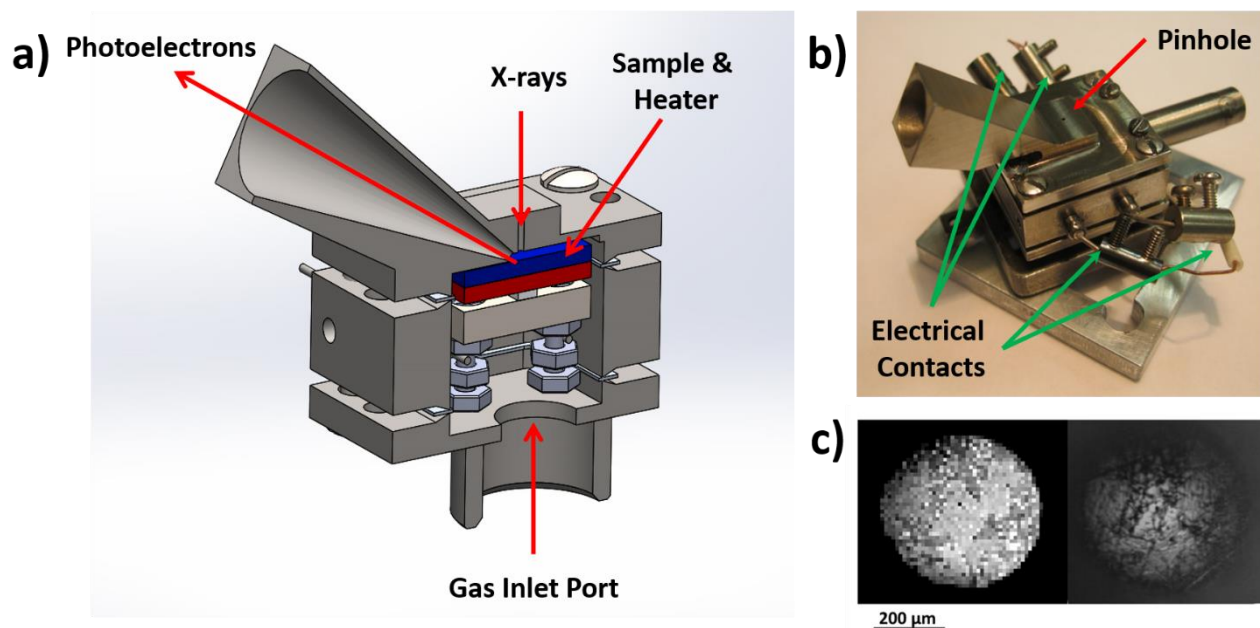 a)
Photoelectrons
X-rays
Sample &
Heater
Gas Inlet Port
b)
Pinhole
Electrical
Contacts
c)
200 µm